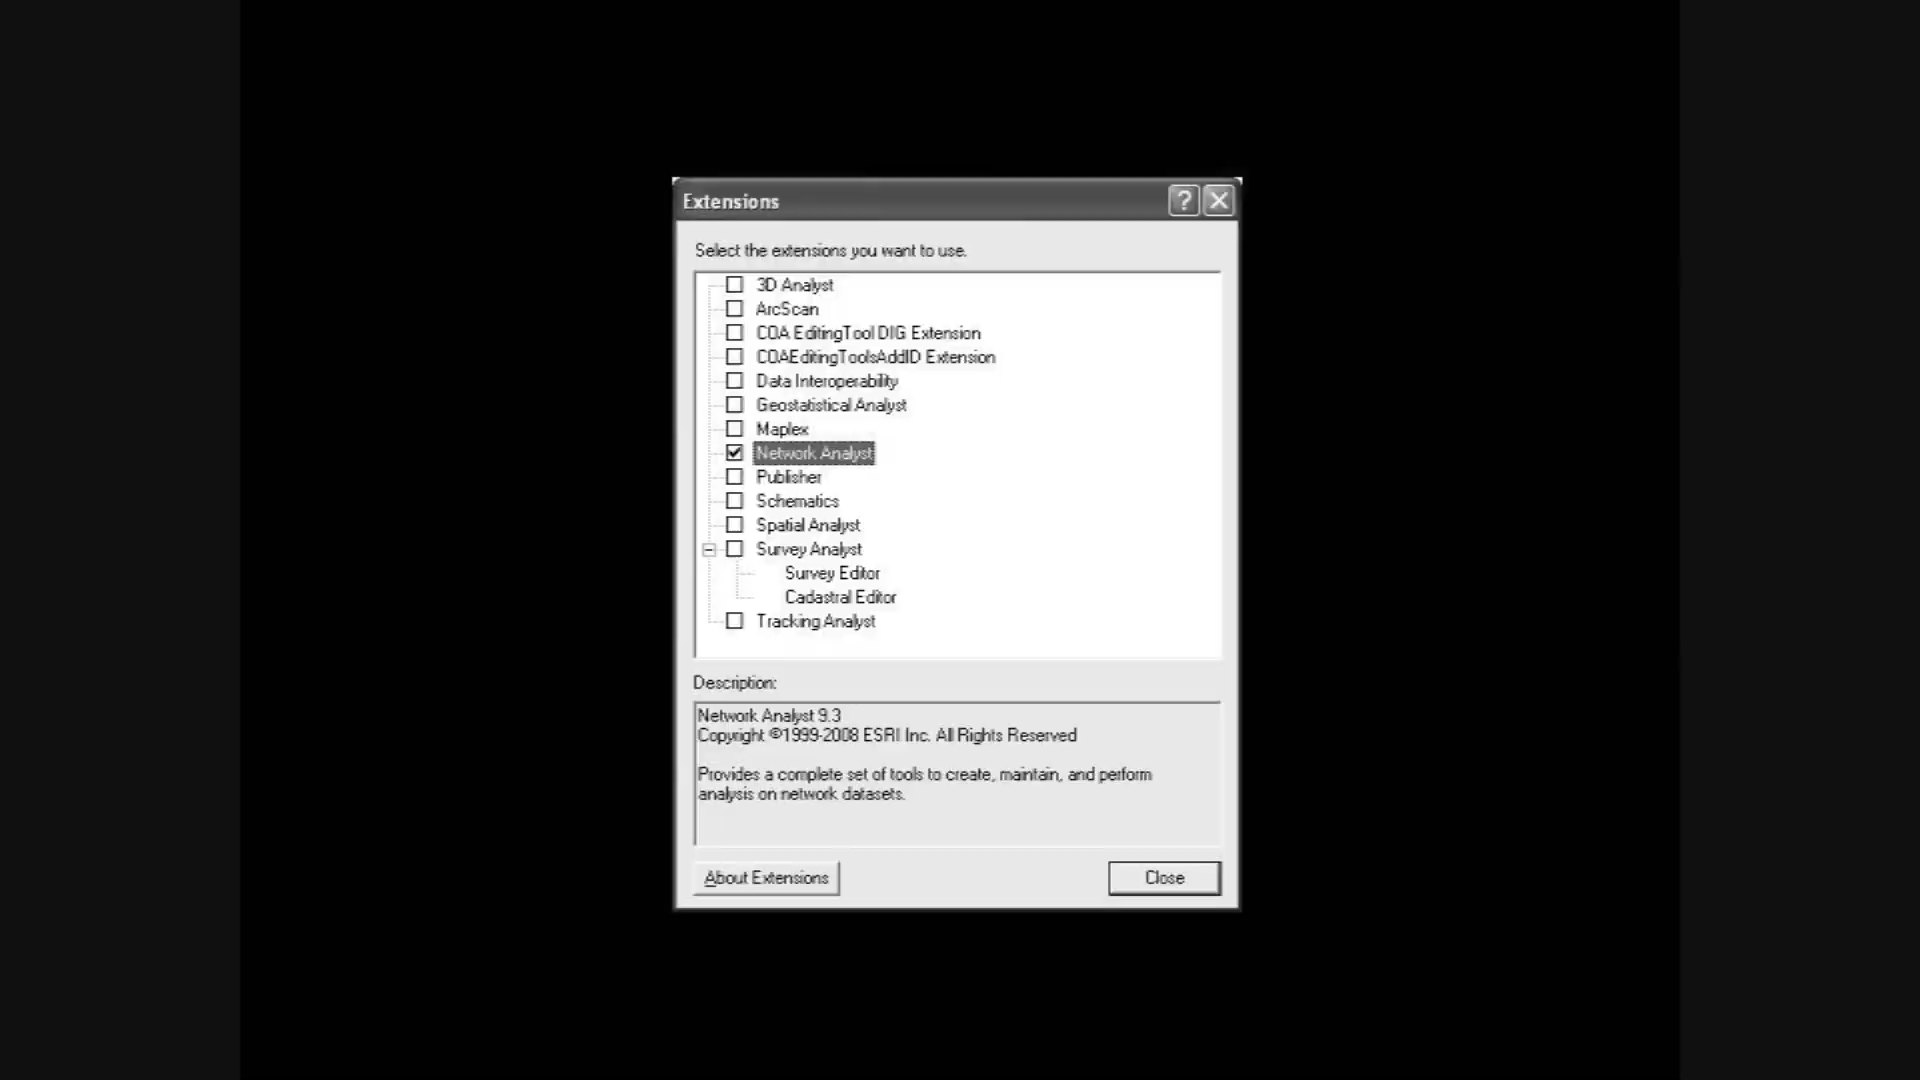 Extensions
Select the extensions you want to use.
3D Analyst
ArcScan
COA EditingTool DIG Extension
COAEditingToolsAddID Extension
Data Interoperability
Geostatistical Analyst
Maplex
Network Analyst
Publisher
Schematics
Spatial Analyst
Survey Analyst
Survey Editor
Cadastral Editor
Tracking Analyst
Description:
Network Analyst 9.3
Copyright ©1999-2008 ESRI Inc. All Rights Reserved
Provides a complete set of tools to create, maintain, and perform
analysis on network datasets.
About Extensions
Close